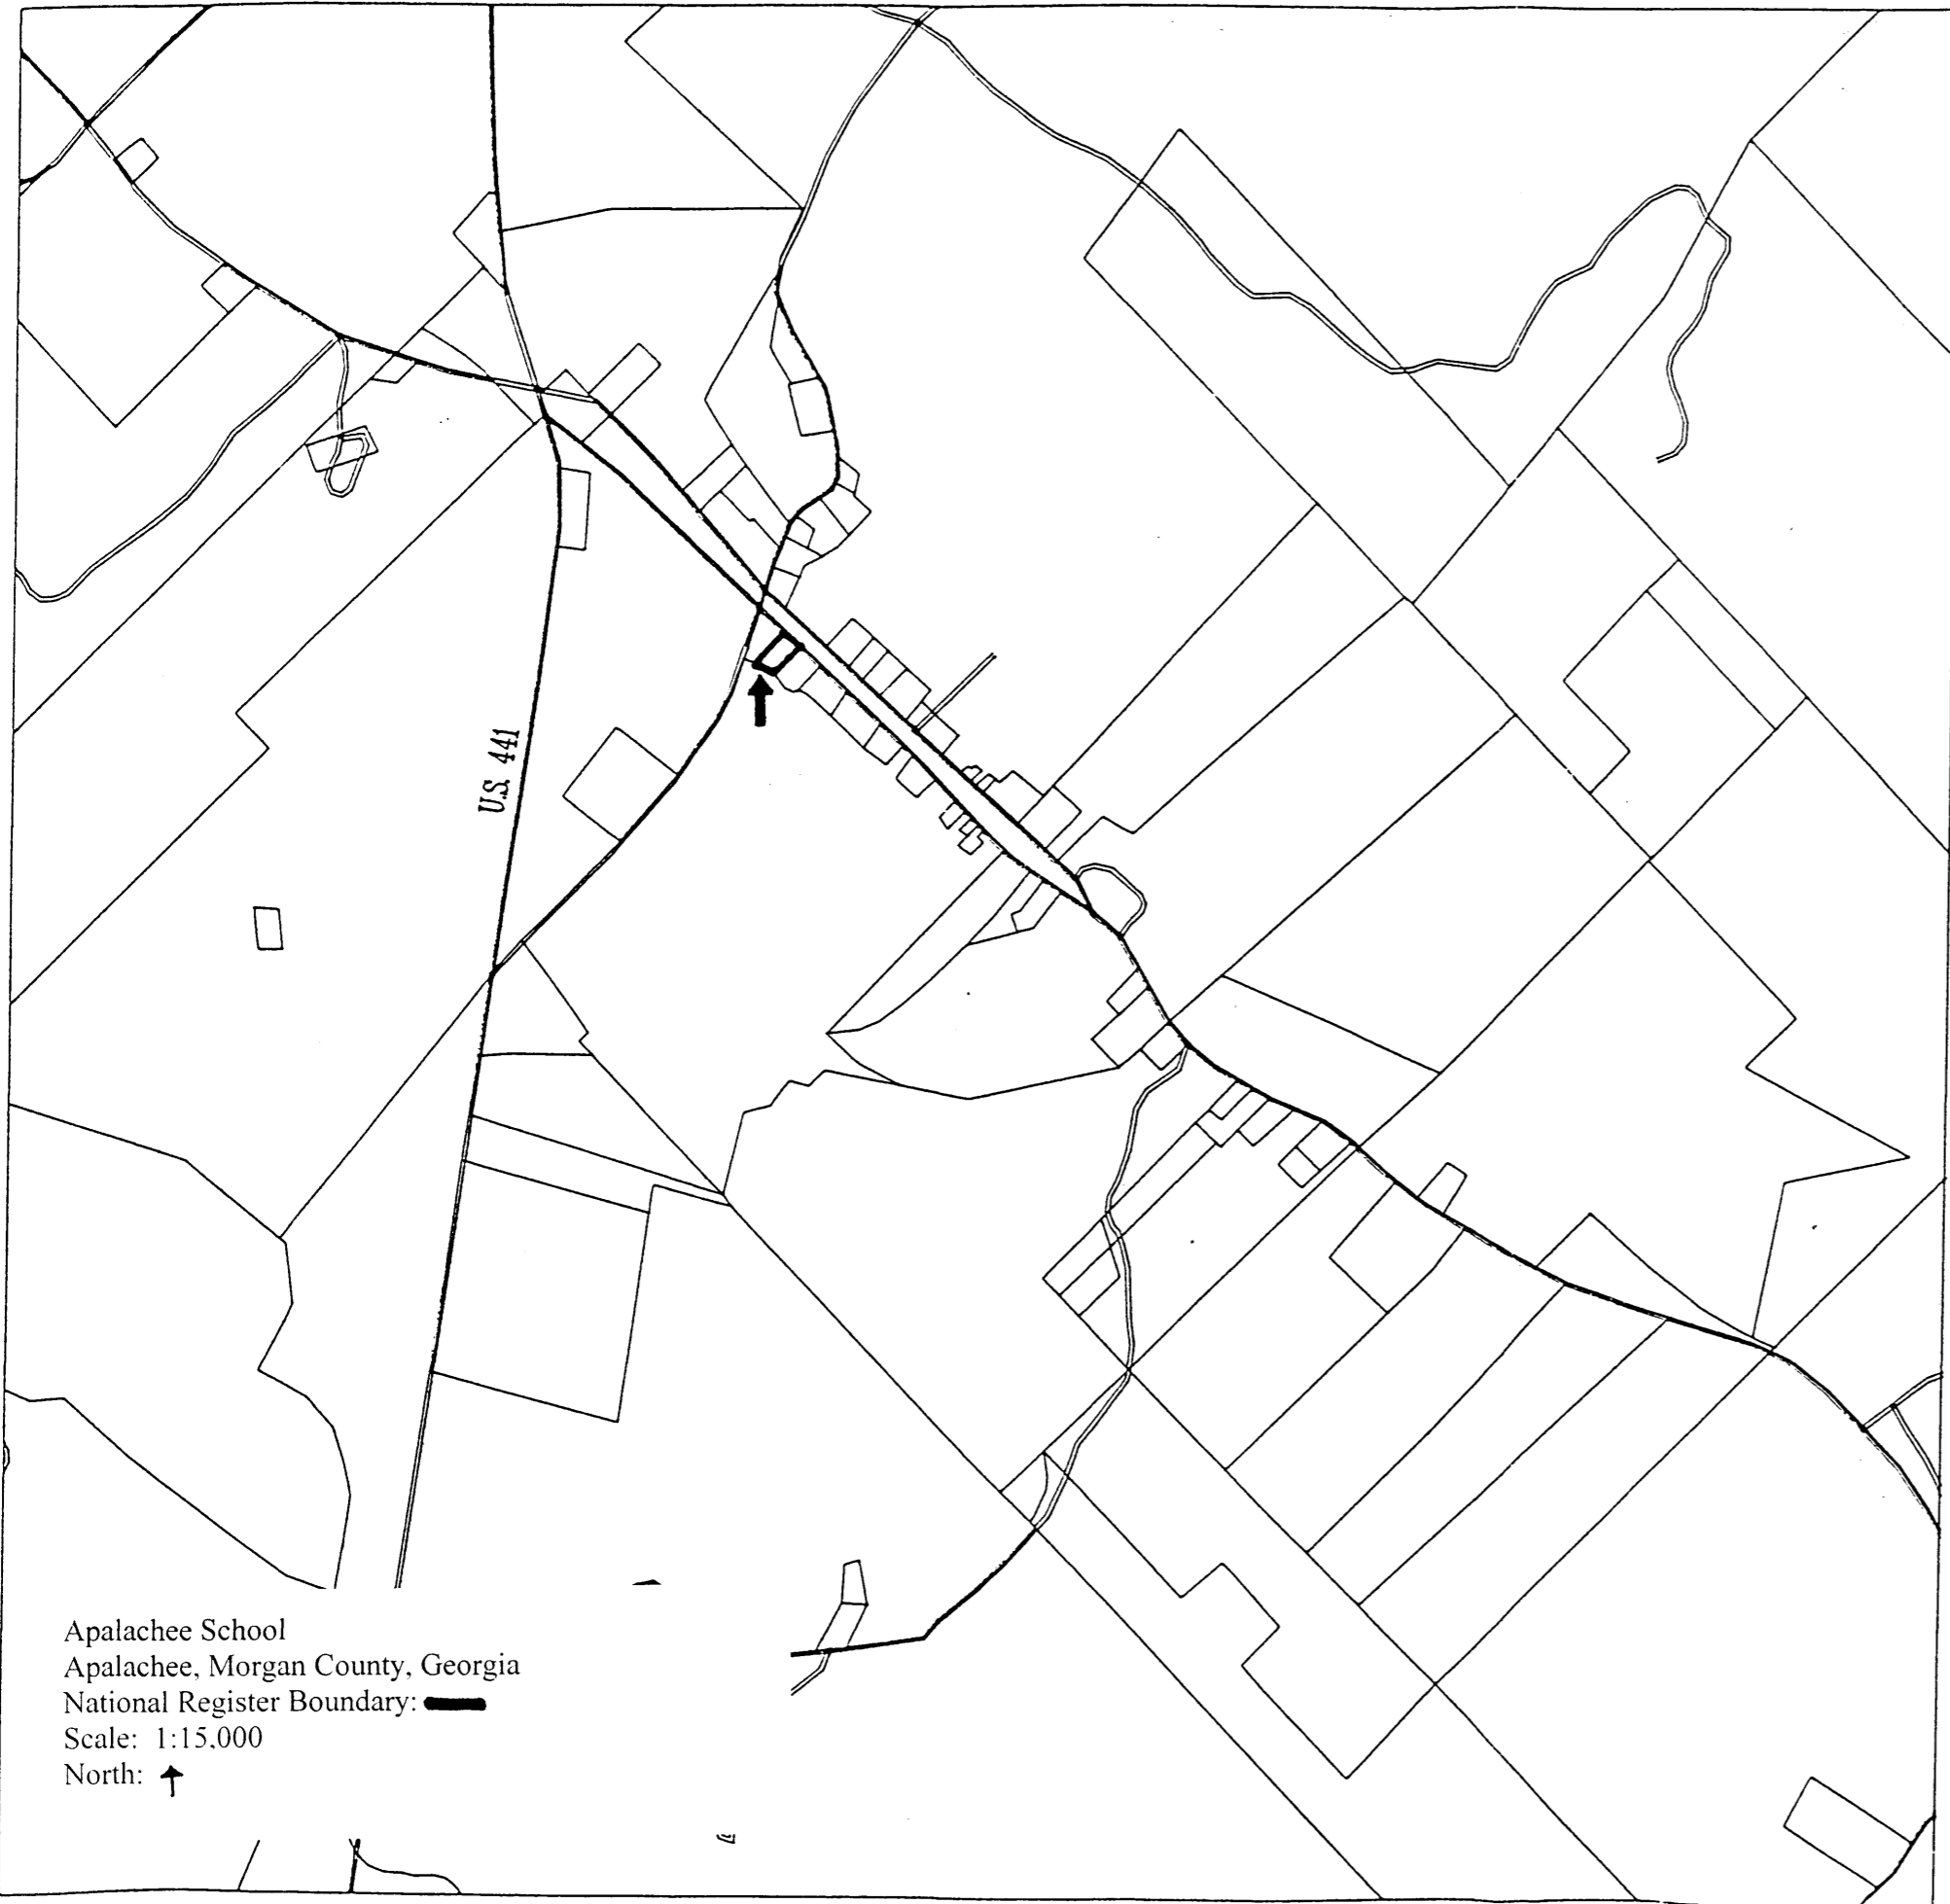 U.S. 441
Apalachee School
Apalachee, Morgan County, Georgia
National Register Boundary:
Scale: 1:15,000
North: